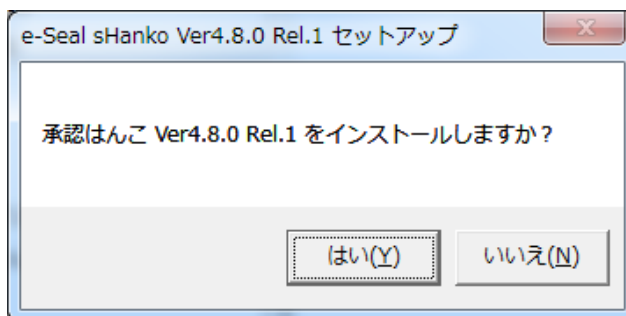 e-Seal sHanko Ver4.8.0 Rel.1 セットアップ
承認はんこ Ver4.8.0 Rel.1 をインストールしますか？
はい(Y) いいえ(N)